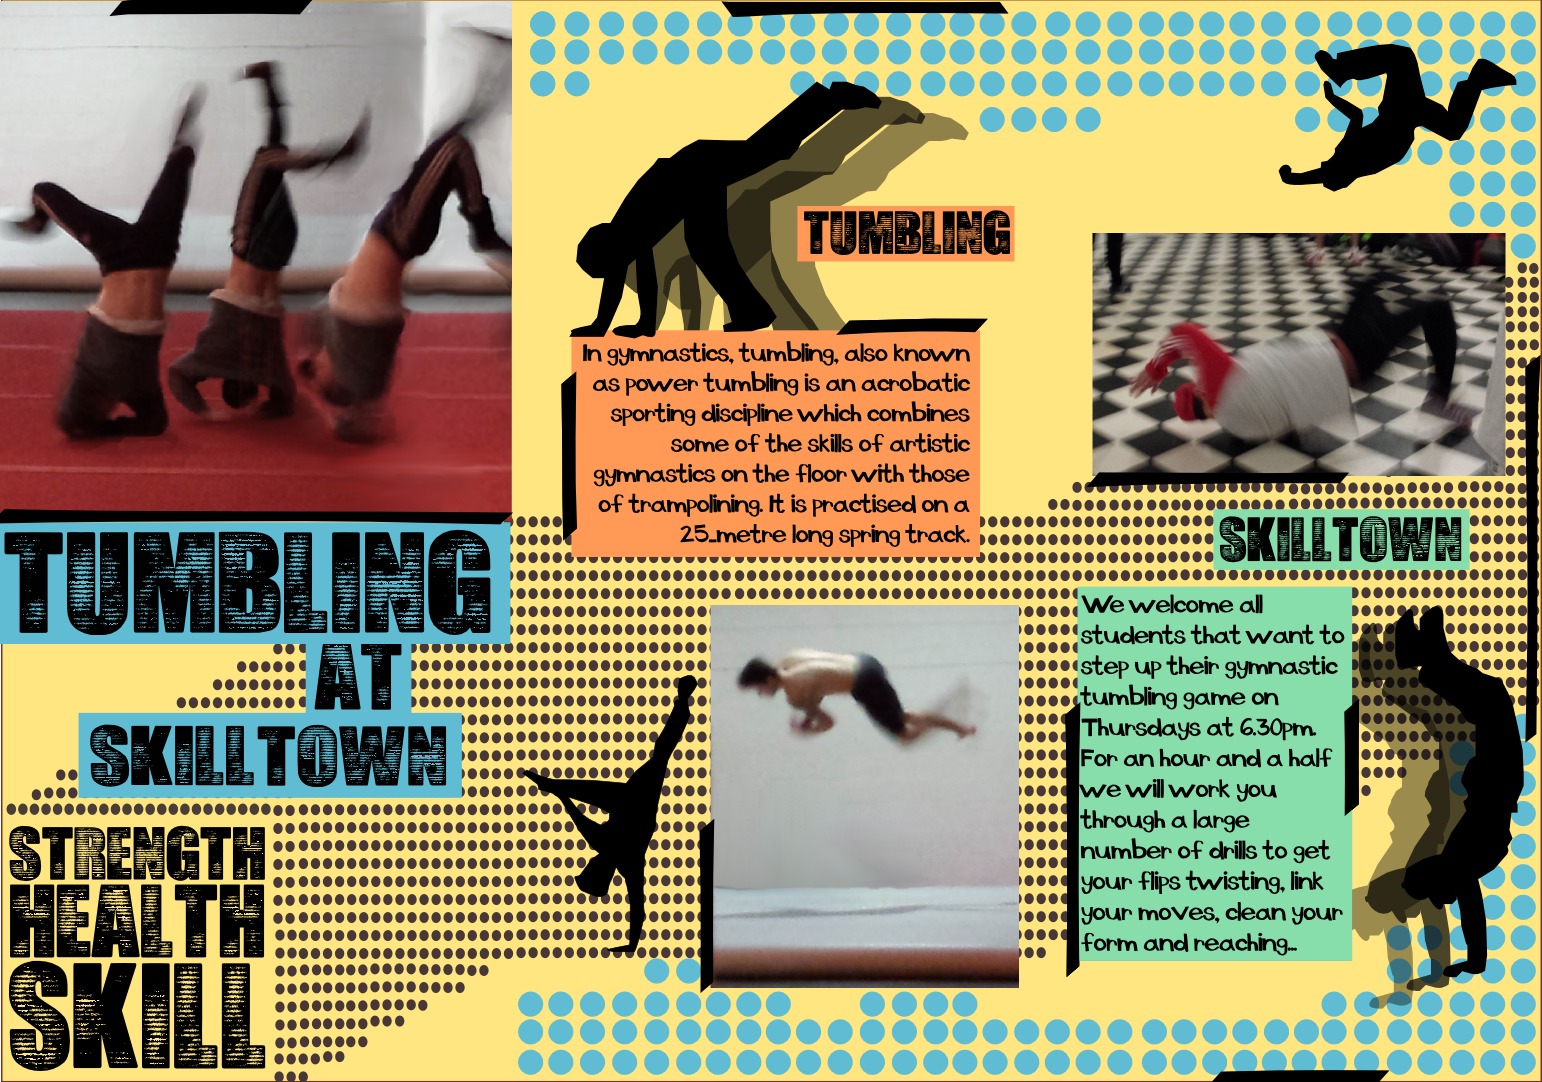 TUMBLING
AT
SKILLTOWN
STRENGTH
HEALTH
SKILL
TUMBLING
In gymnastics, tumbling, also known
as power tumbling is an acrobatic
sporting discipline which combines
some of the skills of artistic
gymnastics on the floor with those
of trampolining. It is practised on a
25-metre long spring track.
SKILLTOWN
We welcome all
students that want to
step up their gymnastic
tumbling game on
Thursdays at 6.30pm.
For an hour and a half
we will work you
through a large
number of drills to get
your flips twisting, link
your moves, clean your
form and reaching...